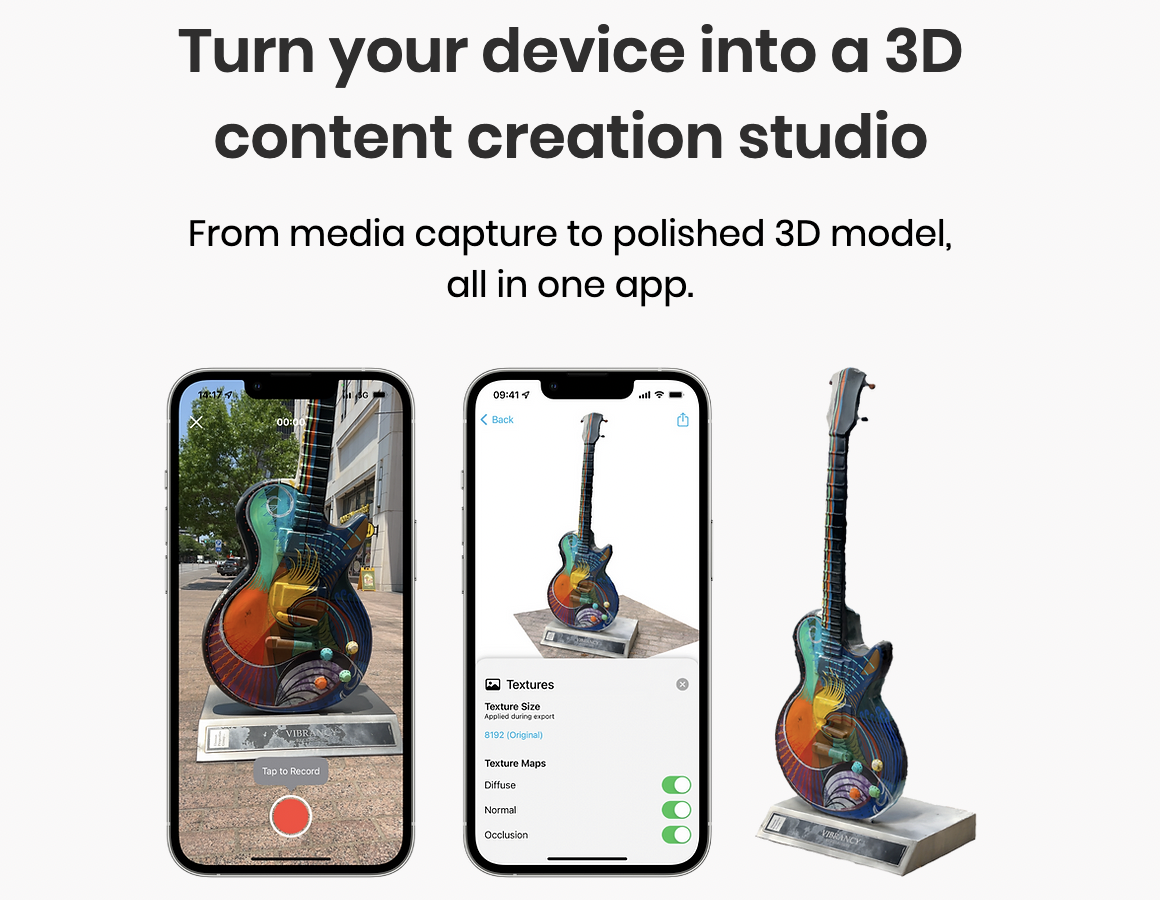 Turn your device into a 3D
content creation studio
From media capture to polished 3D model,
all in one app.
14:17
5G
00:00
VIBRANCY
Tap to Record
09:41
Back
VIBRANCY
Textures
Texture Size
Applied during export
8192 (Original)
Texture Maps
Diffuse
Normal
Occlusion
VIBRANCY